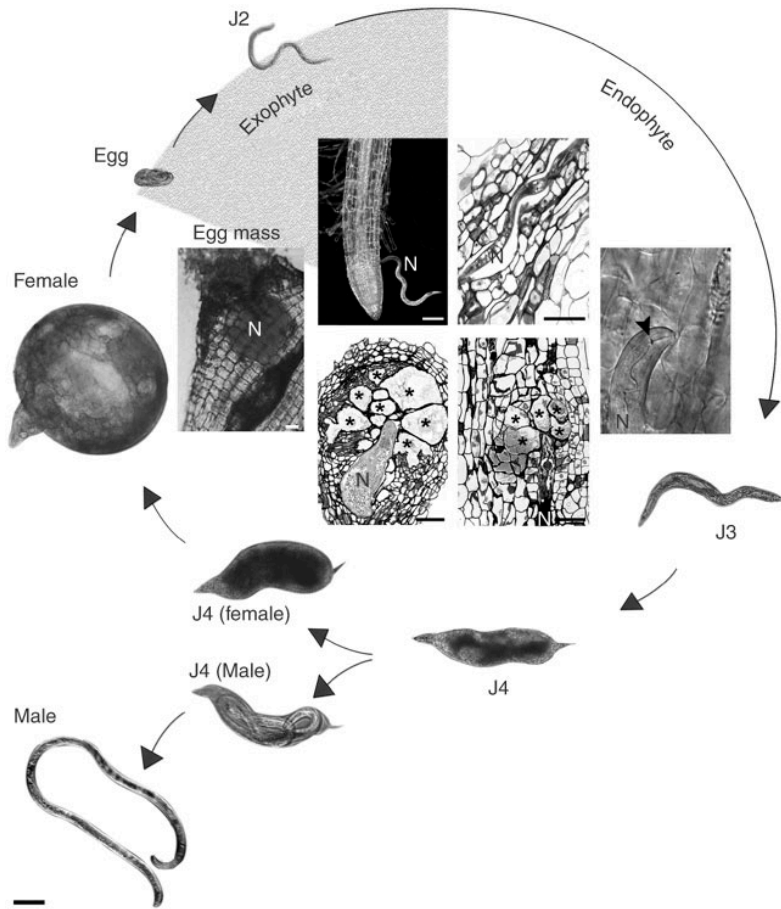 J2
Exophyte
Endophyte
Egg
Egg mass
N
N
Female
N
N
* * * * * * *
N
* * * * *
N
J3
J4 (female)
J4
J4 (Male)
Male